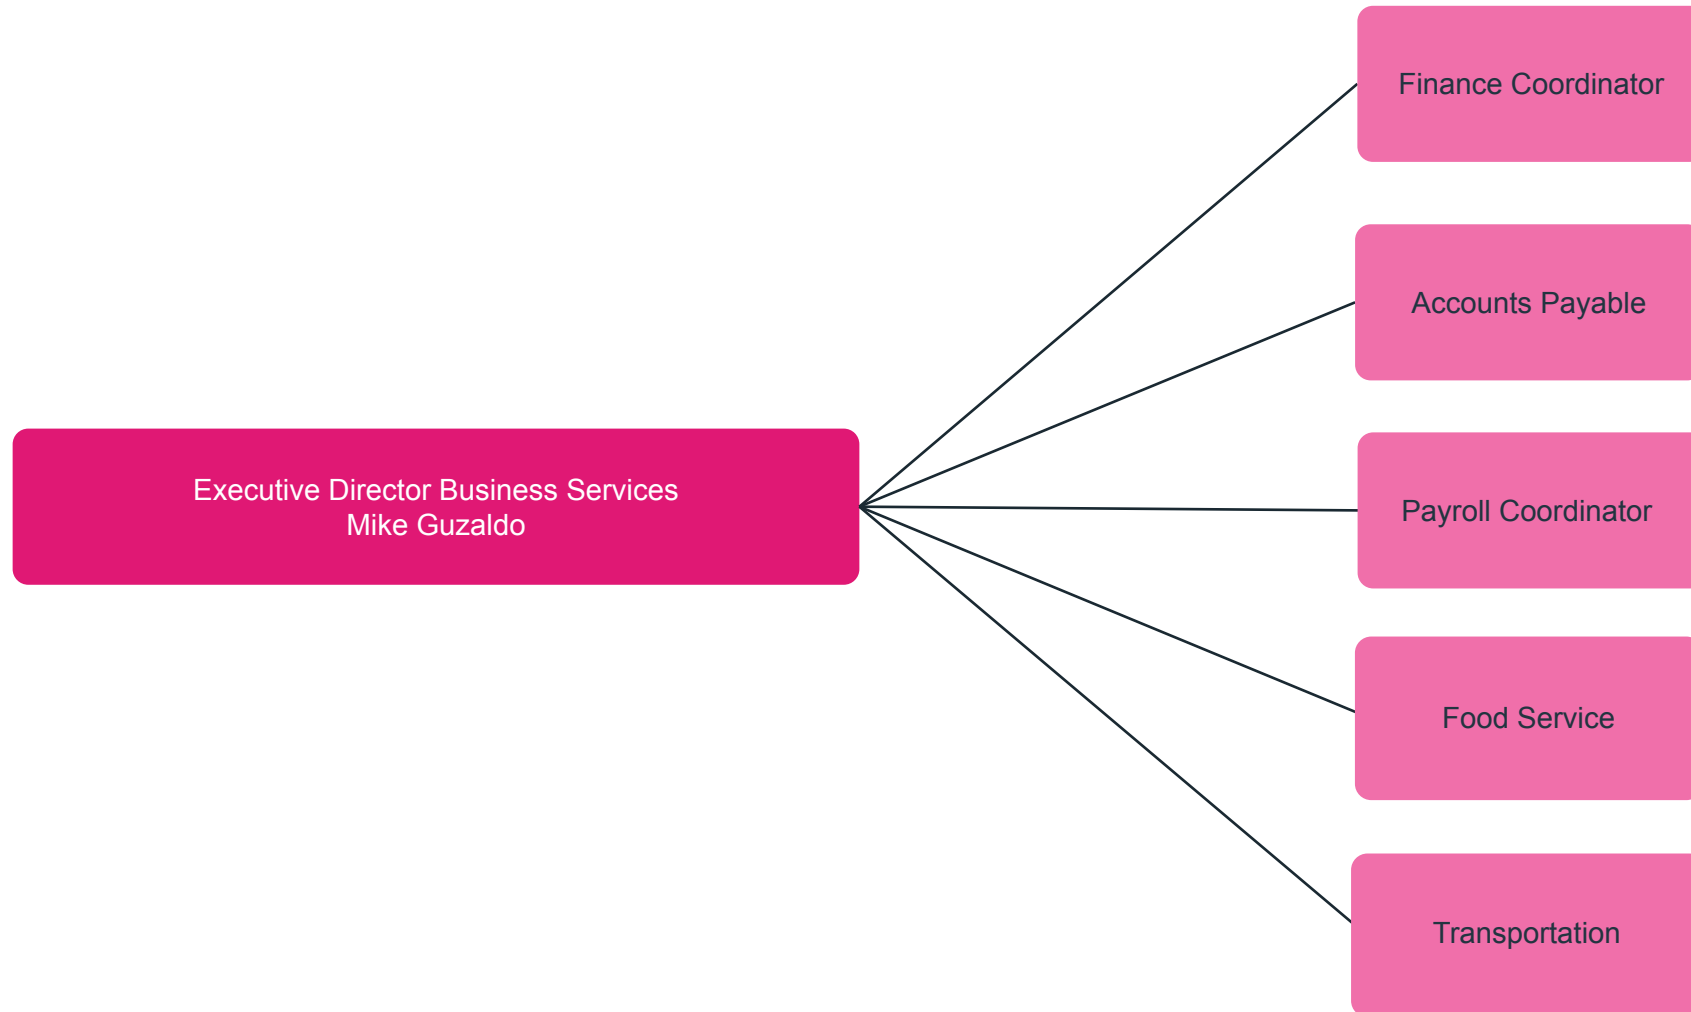 Finance Coordinator
Accounts Payable
Executive Director Business Services
Mike Guzaldo
Payroll Coordinator
Food Service
Transportation